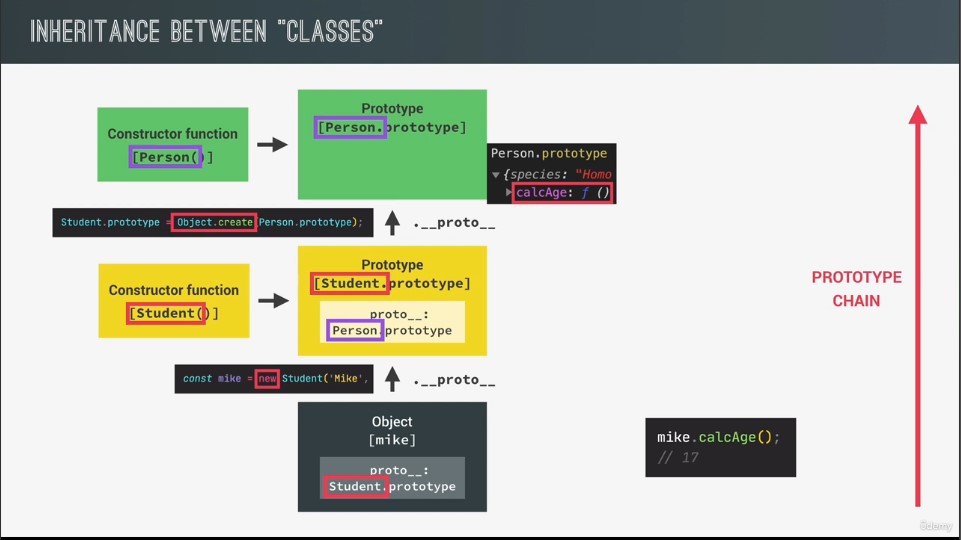 INHERITANCE BETWEEN "CLASSES"
Constructor function
[Person()]
Prototype
[Person.prototype]
Person.prototype
▼{species: "Homo
▶calcAge: ƒ ()
Student.prototype = Object.create(Person.prototype);
.__proto__
Constructor function
[Student()]
Prototype
[Student.prototype]
proto__:
Person.prototype
const mike = new Student('Mike',
.__proto__
Object
[mike]
proto__:
Student.prototype
mike.calcAge();
// 17
PROTOTYPE
CHAIN
ûdemy